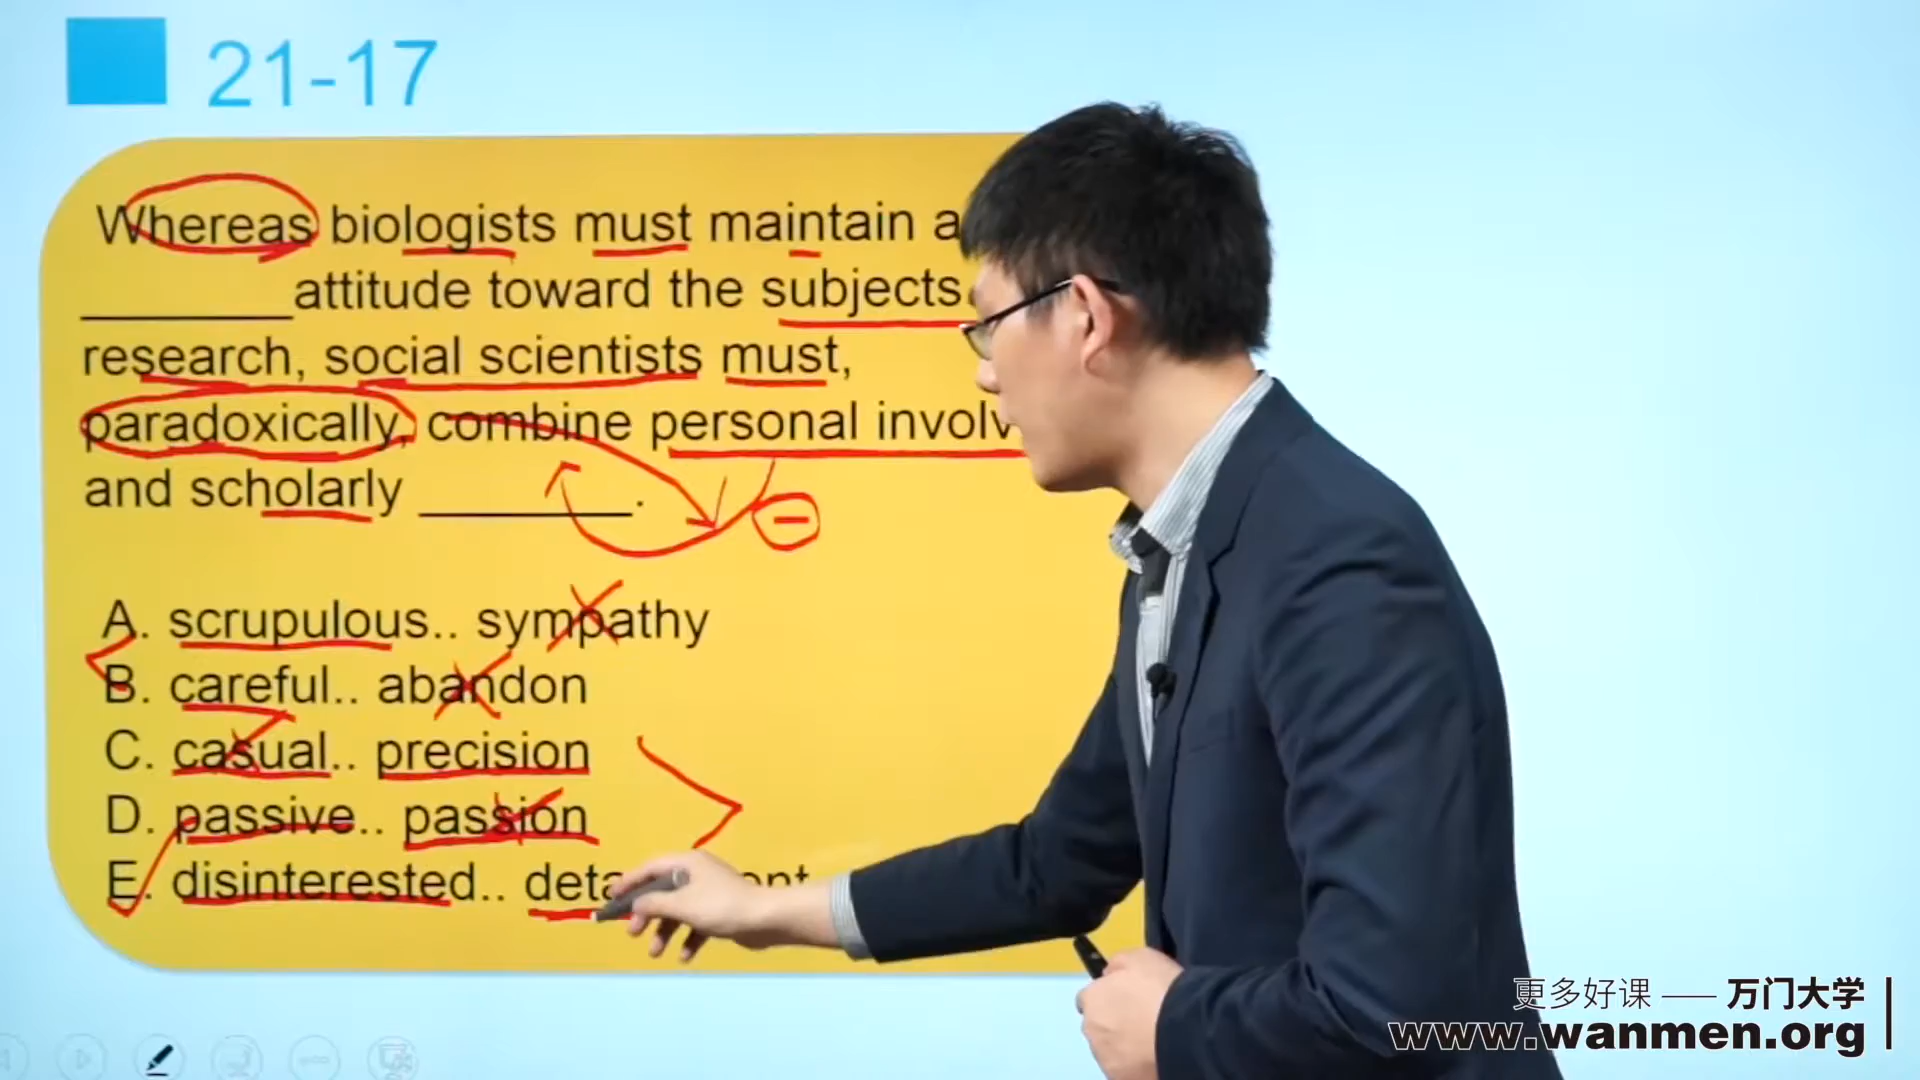 21-17
Whereas biologists must maintain a
_______attitude toward the subjects
research, social scientists must,
paradoxically, combine personal
and scholarly _______.
A. scrupulous.. sympathy
B. careful.. abandon
C. casual.. precision
D. passive.. passion
E. disinterested..
更多好课 —— 万门大学
www.wanmen.org